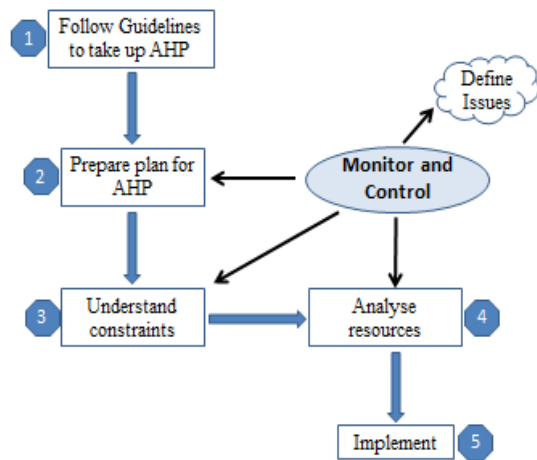 1
Follow Guidelines
to take up AHP
Define
Issues
2
Prepare plan for
AHP
Monitor and
Control
3
Understand
constraints
Analyse
resources
4
Implement
5